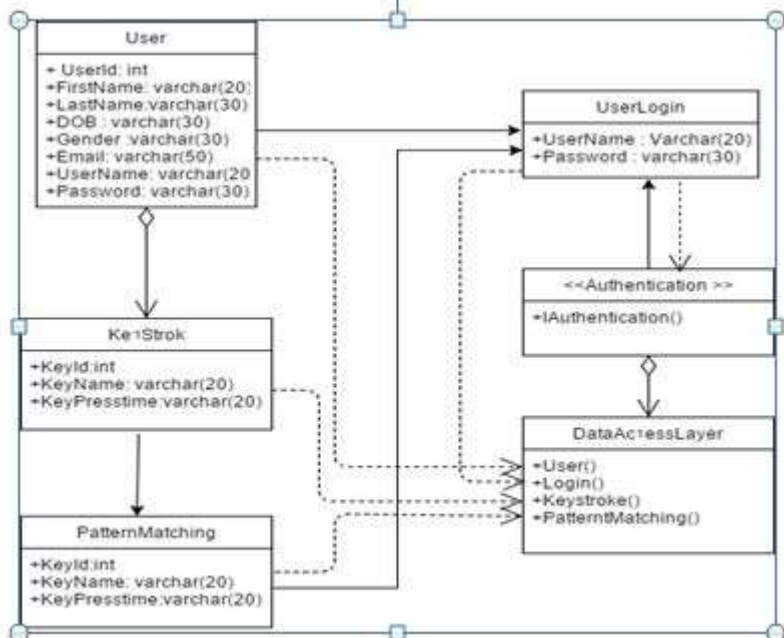 User
+ UserId: int
+FirstName: varchar(20)
+LastName:varchar(30)
+DOB : varchar(30)
+Gender :varchar(30)
+Email: varchar(50)
+UserName: varchar(20
+Password: varchar(30)
UserLogin
+UserName : Varchar(20)
+Password : varchar(30)
<<Authentication >>
+IAuthentication()
Strok
+KeyId:int
+KeyName: varchar(20)
+KeyPresstime:varchar(20)
DataAccessLayer
+User()
+Login()
+Keystroke()
+PatterntMatching()
PatternMatching
+KeyId:int
+KeyName: varchar(20)
+KeyPresstime:varchar(20)